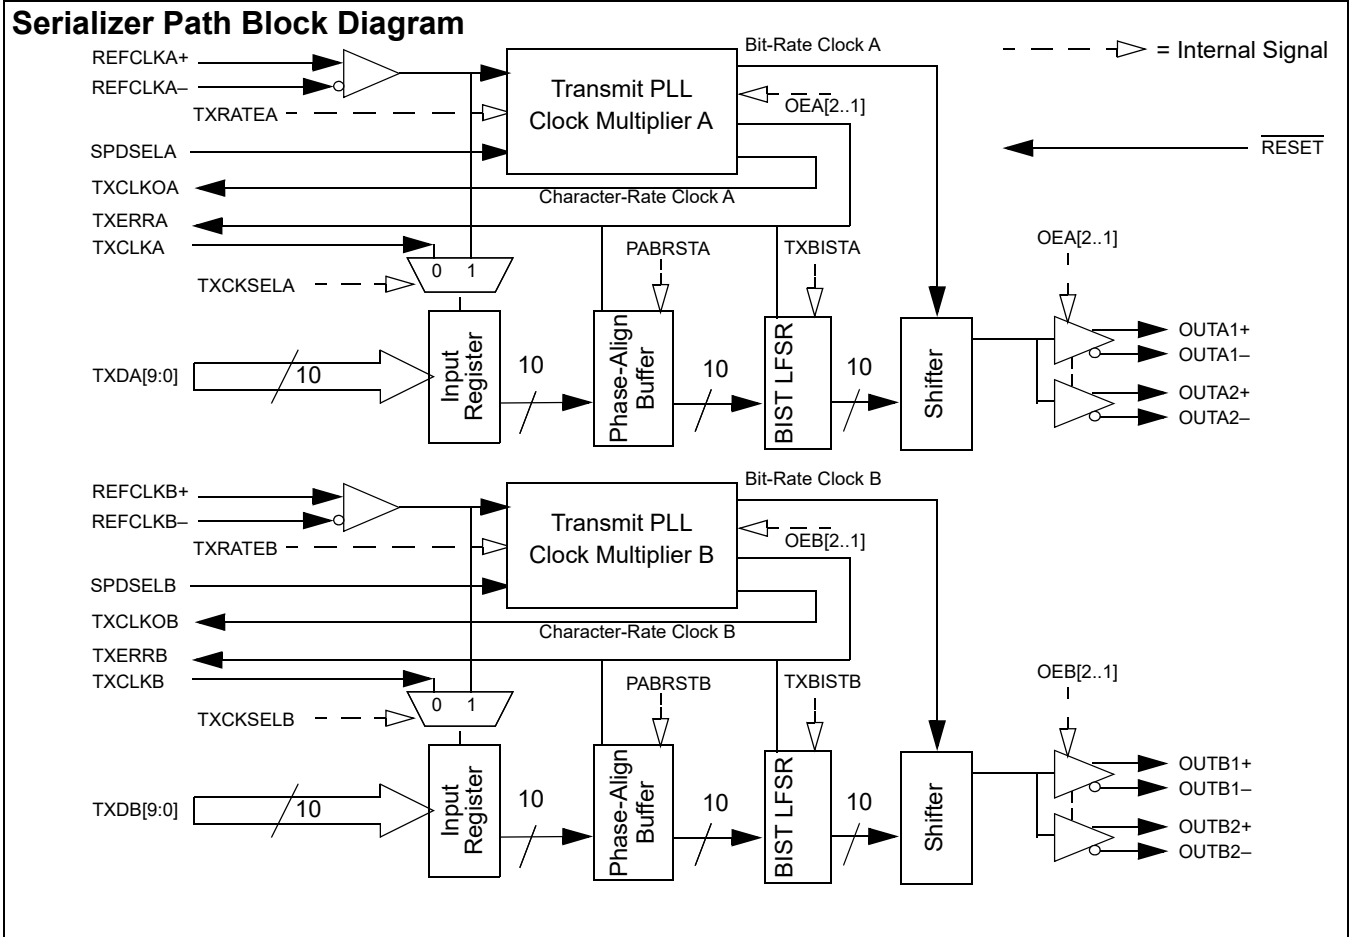 Serializer Path Block Diagram
REFCLKA+
REFCLKA–
TXRATEA
SPDSELA
TXCLKOA
TXERRA
TXCLKA
TXCKSELA
TXDA[9:0]
Transmit PLL
Clock Multiplier A
Bit-Rate Clock A
OEA[2..1]
Character-Rate Clock A
= Internal Signal
RESET
0 1
PABRSTA
TXBISTA
OEA[2..1]
10
Input
Register
10
Phase-Align
Buffer
10
BIST LFSR
10
Shifter
OUTA1+
OUTA1–
OUTA2+
OUTA2–
REFCLKB+
REFCLKB–
TXRATEB
SPDSELB
TXCLKOB
TXERRB
TXCLKB
TXCKSELB
TXDB[9:0]
Transmit PLL
Clock Multiplier B
Bit-Rate Clock B
OEB[2..1]
Character-Rate Clock B
0 1
PABRSTB
TXBISTB
OEB[2..1]
10
Input
Register
10
Phase-Align
Buffer
10
BIST LFSR
10
Shifter
OUTB1+
OUTB1–
OUTB2+
OUTB2–